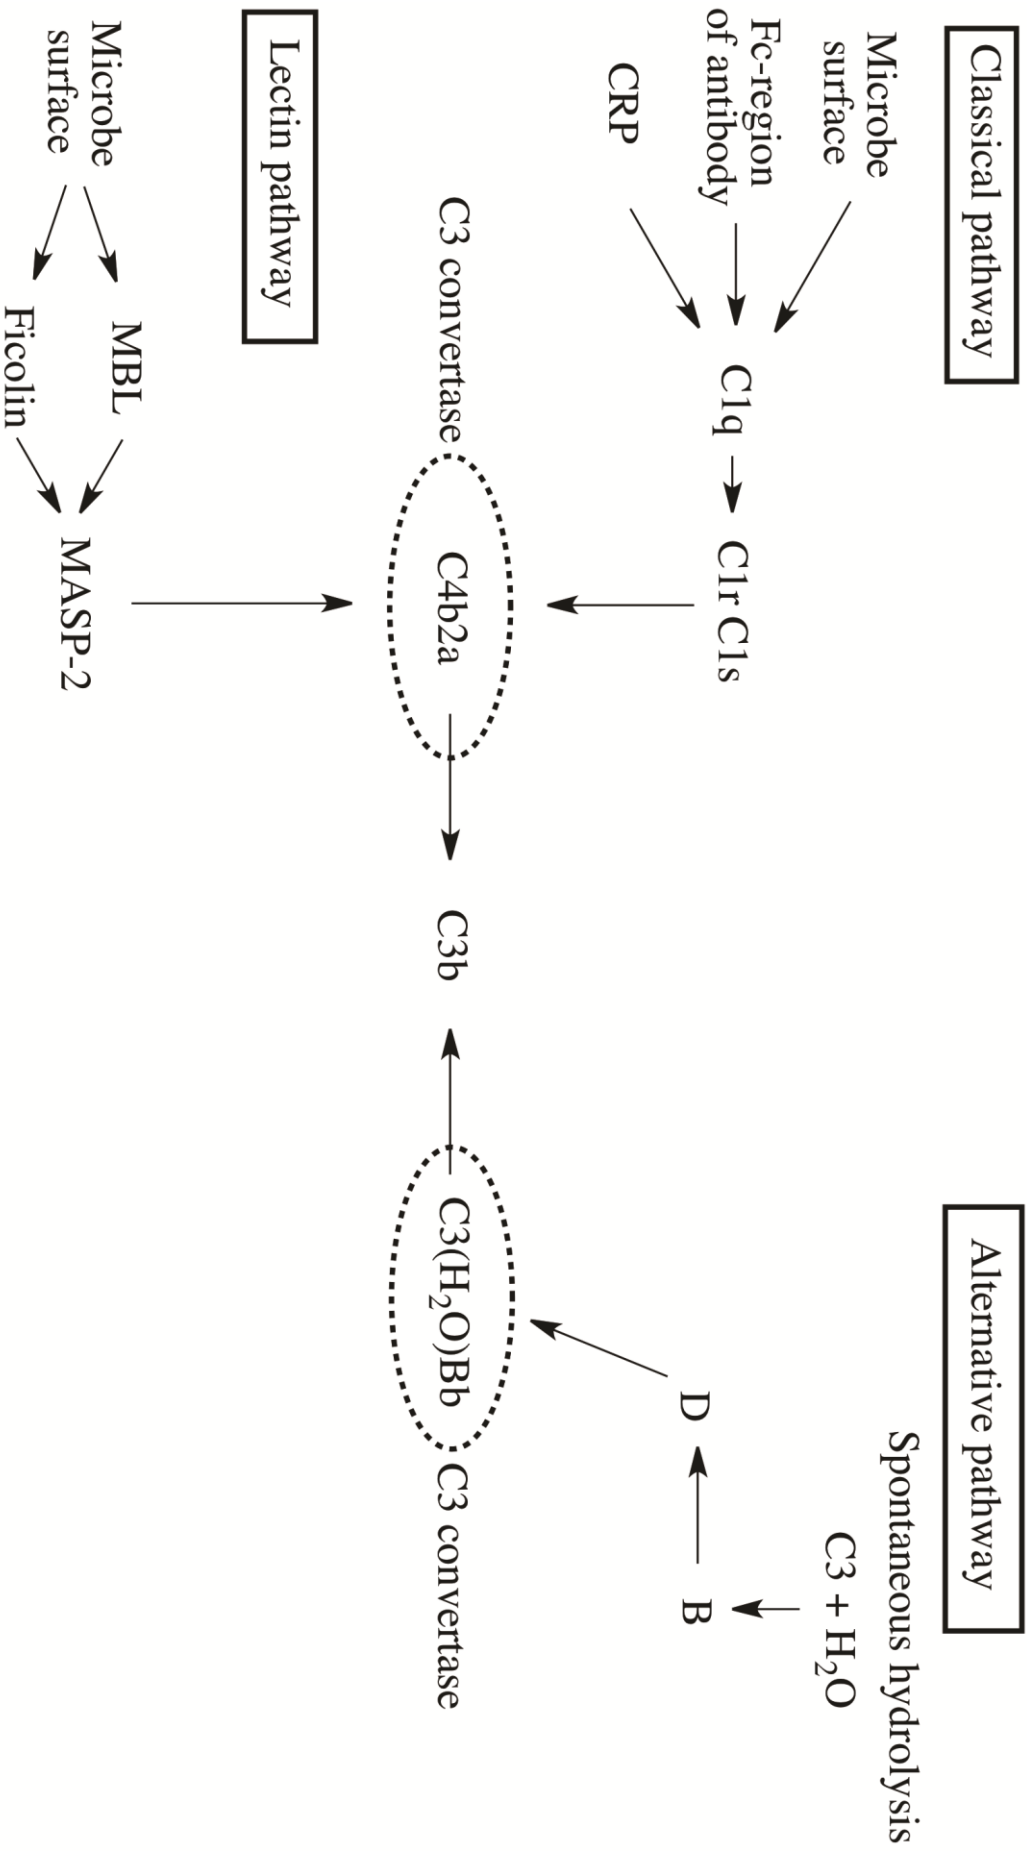 Classical pathway
Microbe
surface
Fc-region
of antibody
CRP
C1q
C1r C1s
C3 convertase
C4b2a
C3b
Lectin pathway
Microbe
surface
MBL
Ficolin
MASP-2
Alternative pathway
Spontaneous hydrolysis
C3 + H₂O
B
D
C3(H₂O)Bb
C3 convertase